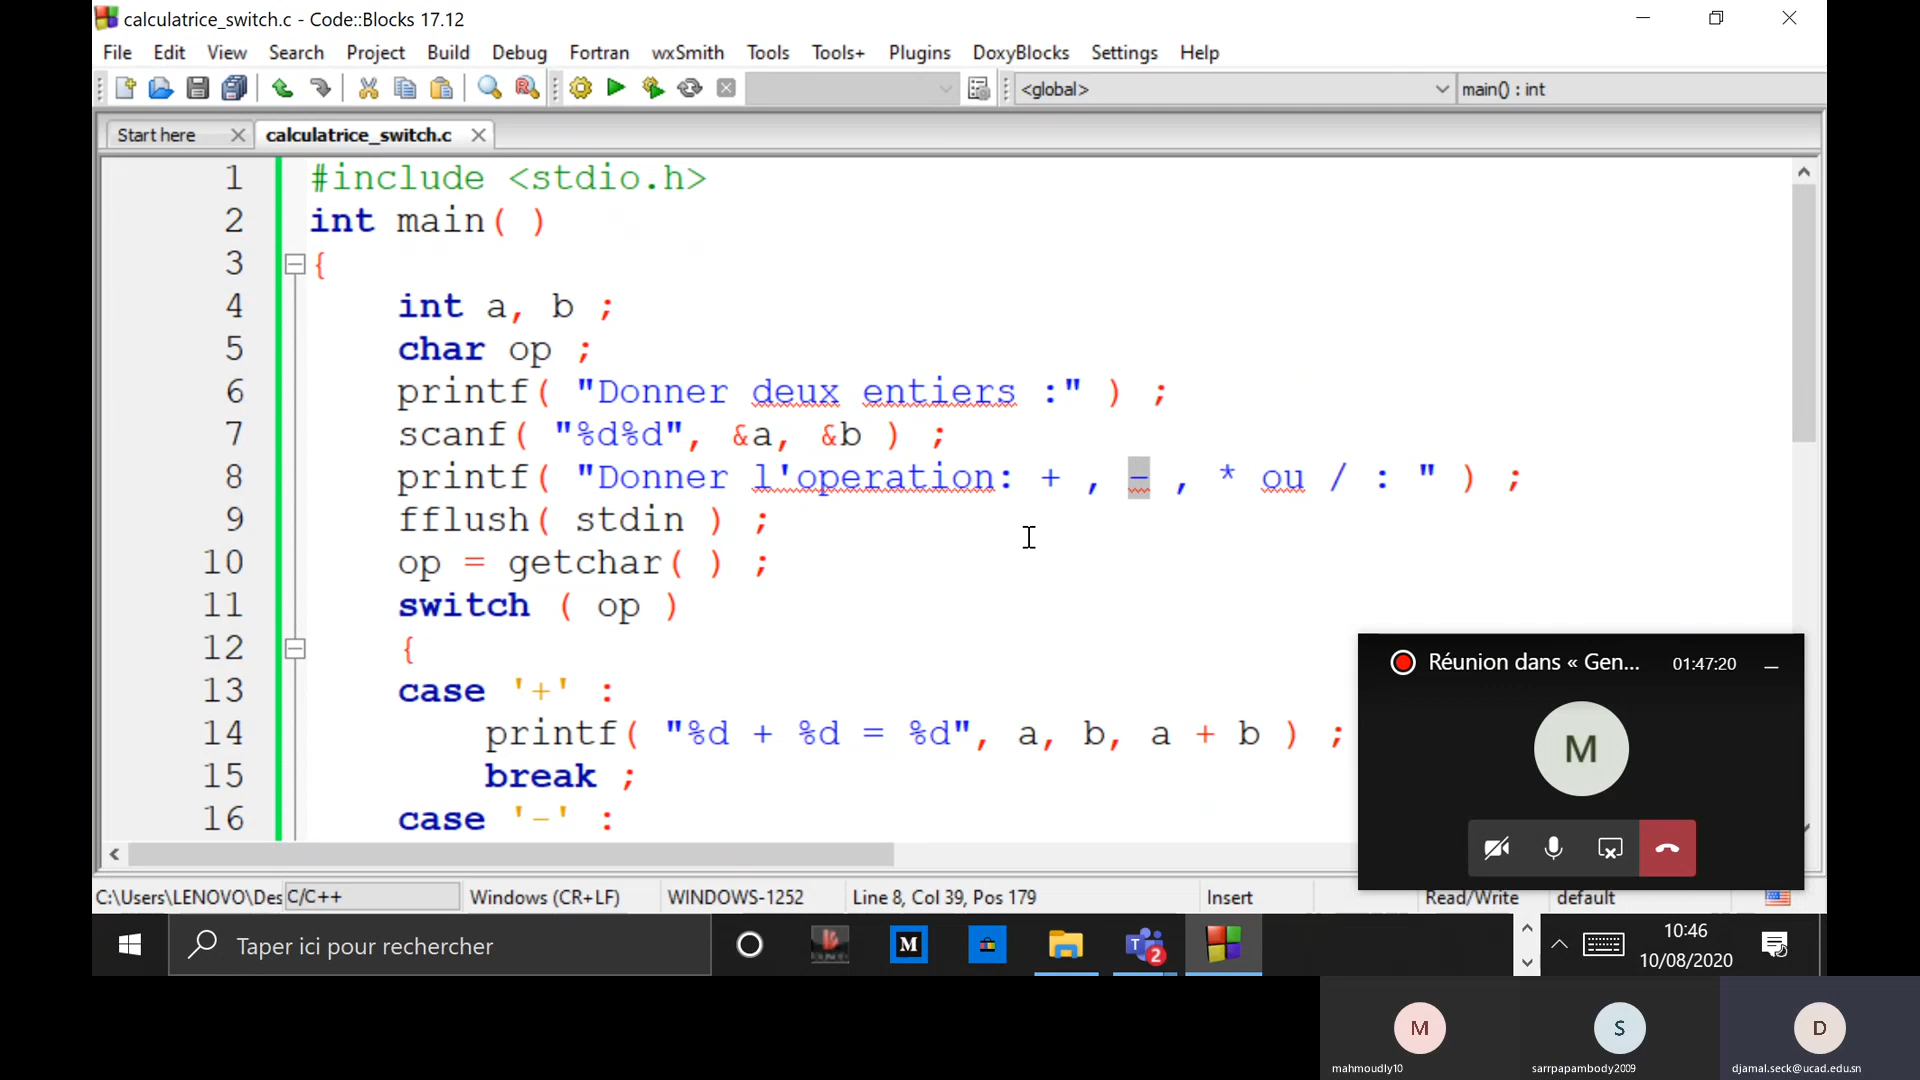 calculatrice_switch.c - Code::Blocks 17.12
File Edit View Search Project Build Debug Fortran wxSmith Tools Tools+ Plugins DoxyBlocks Settings Help
<global> main() : int
Start here calculatrice_switch.c
1 #include <stdio.h>
2 int main( )
3 {
4 int a, b ;
5 char op ;
6 printf( "Donner deux entiers :" ) ;
7 scanf( "%d%d", &a, &b ) ;
8 printf( "Donner l'operation: + , - , * ou / : " ) ;
9 fflush( stdin ) ;
10 op = getchar( ) ;
11 switch ( op )
12 {
13 case '+' :
14 printf( "%d + %d = %d", a, b, a + b ) ;
15 break ;
16 case '-' :
Réunion dans « Gen... 01:47:20
M
C:\Users\LENOVO\Des C/C++ Windows (CR+LF) WINDOWS-1252 Line 8, Col 39, Pos 179 Insert Read/Write default
Taper ici pour rechercher
M
T
2
10:46
10/08/2020
M S D
mahmoudly10 sarrpapambody2009 djamal.seck@ucad.edu.sn